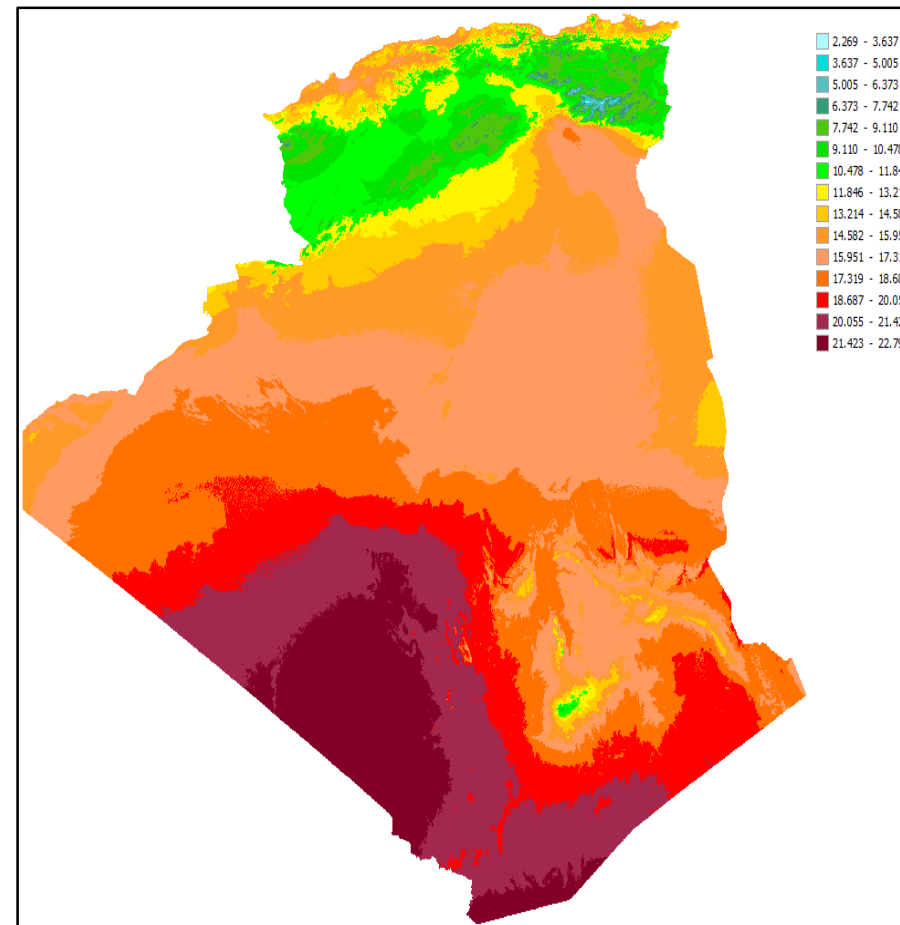 2.269 - 3.637
3.637 - 5.005
5.005 - 6.373
6.373 - 7.742
7.742 - 9.110
9.110 - 10.478
10.478 - 11.84
11.846 - 13.21
13.214 - 14.58
14.582 - 15.95
15.951 - 17.31
17.319 - 18.68
18.687 - 20.05
20.055 - 21.42
21.423 - 22.79